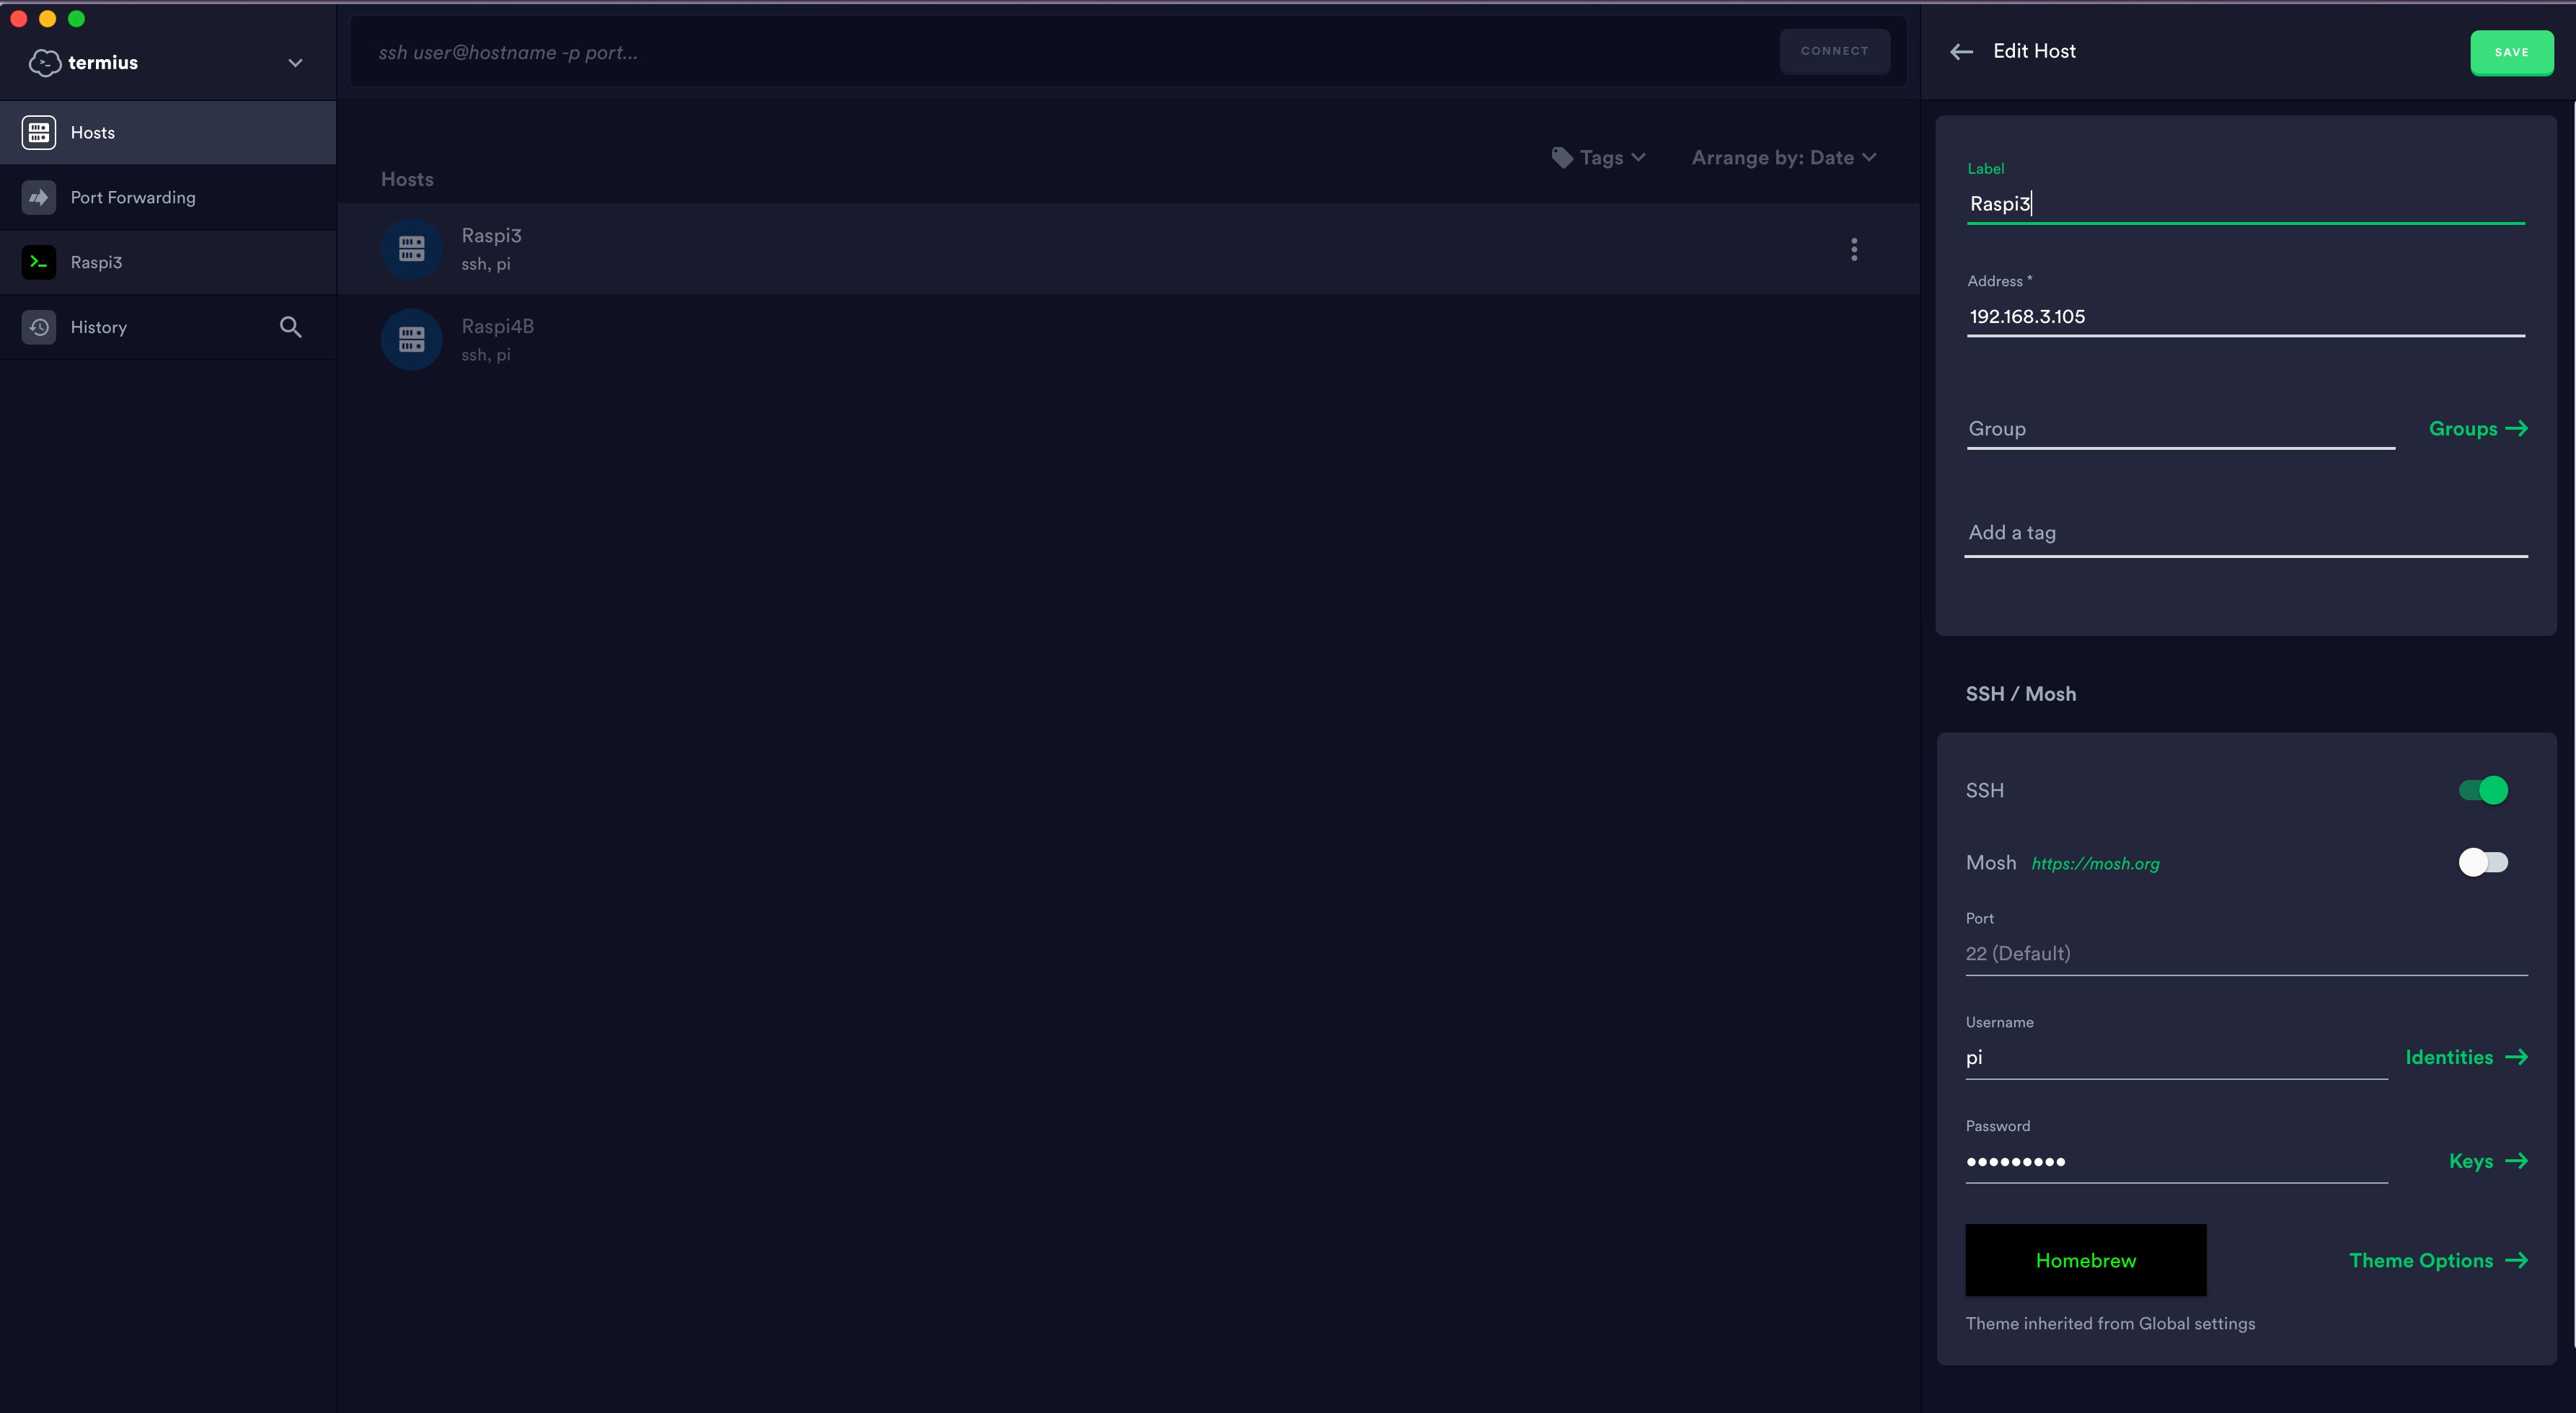 termius
Hosts
Port Forwarding
Raspi3
History
ssh user@hostname -p port...
CONNECT
Hosts
Tags
Arrange by: Date
Raspi3
ssh, pi
Raspi4B
ssh, pi
Edit Host
SAVE
Label
Raspi3
Address *
192.168.3.105
Group
Groups
Add a tag
SSH / Mosh
SSH
Mosh https://mosh.org
Port
22 (Default)
Username
pi
Identities
Password
•••••••••
Keys
Homebrew
Theme Options
Theme inherited from Global settings